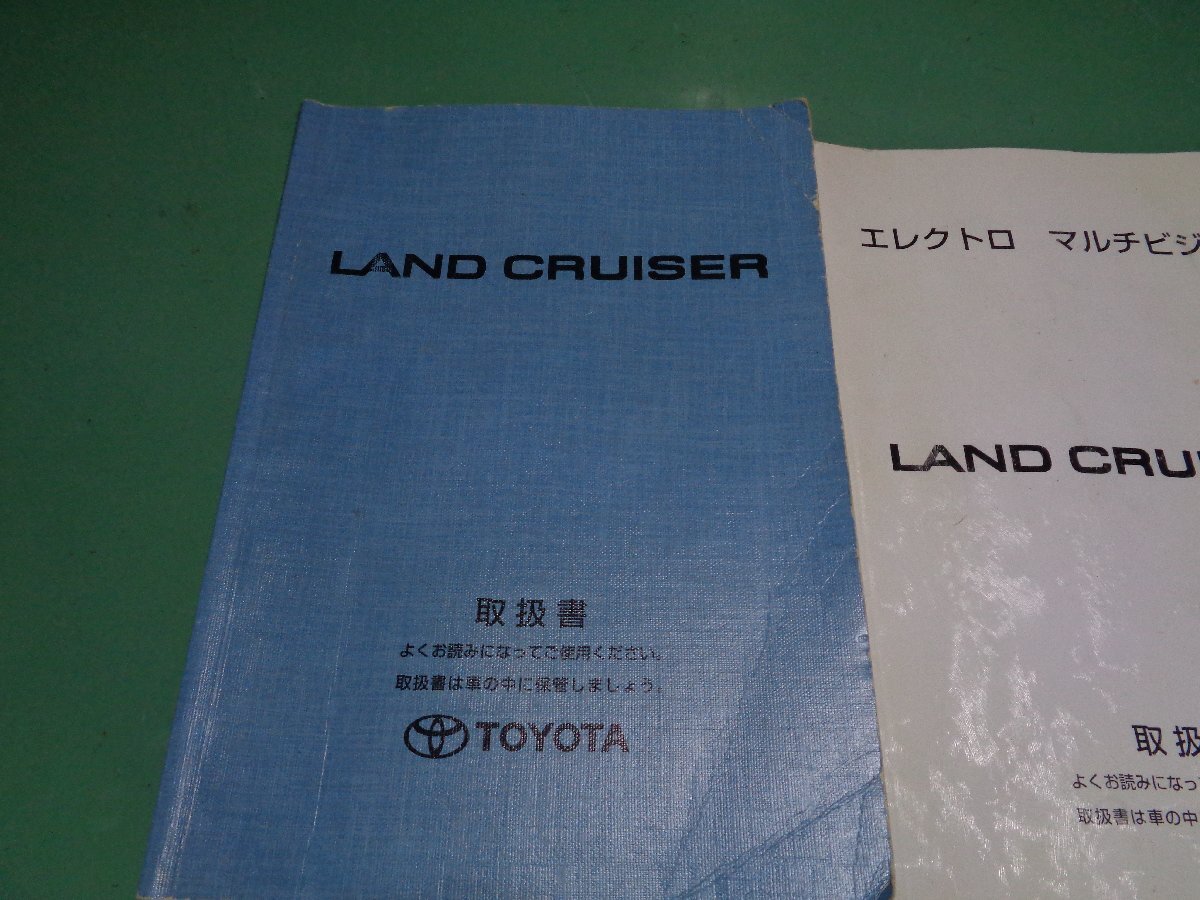 LAND CRUISER
取扱書
よくお読みになってご使用ください。
取扱書は車の中に保管しましょう。
TOYOTA
エレクトロ マルチビジ
LAND CRU
取扱
よくお読みになっ
取扱書は車の中